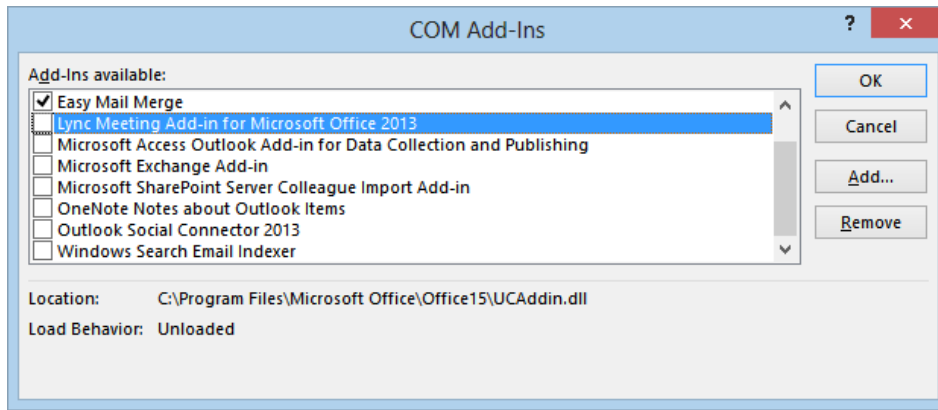 COM Add-Ins
?
×
Add-Ins available:
Easy Mail Merge
Lync Meeting Add-in for Microsoft Office 2013
Microsoft Access Outlook Add-in for Data Collection and Publishing
Microsoft Exchange Add-in
Microsoft SharePoint Server Colleague Import Add-in
OneNote Notes about Outlook Items
Outlook Social Connector 2013
Windows Search Email Indexer
OK
Cancel
Add...
Remove
Location: C:\Program Files\Microsoft Office\Office15\UCAddin.dll
Load Behavior: Unloaded